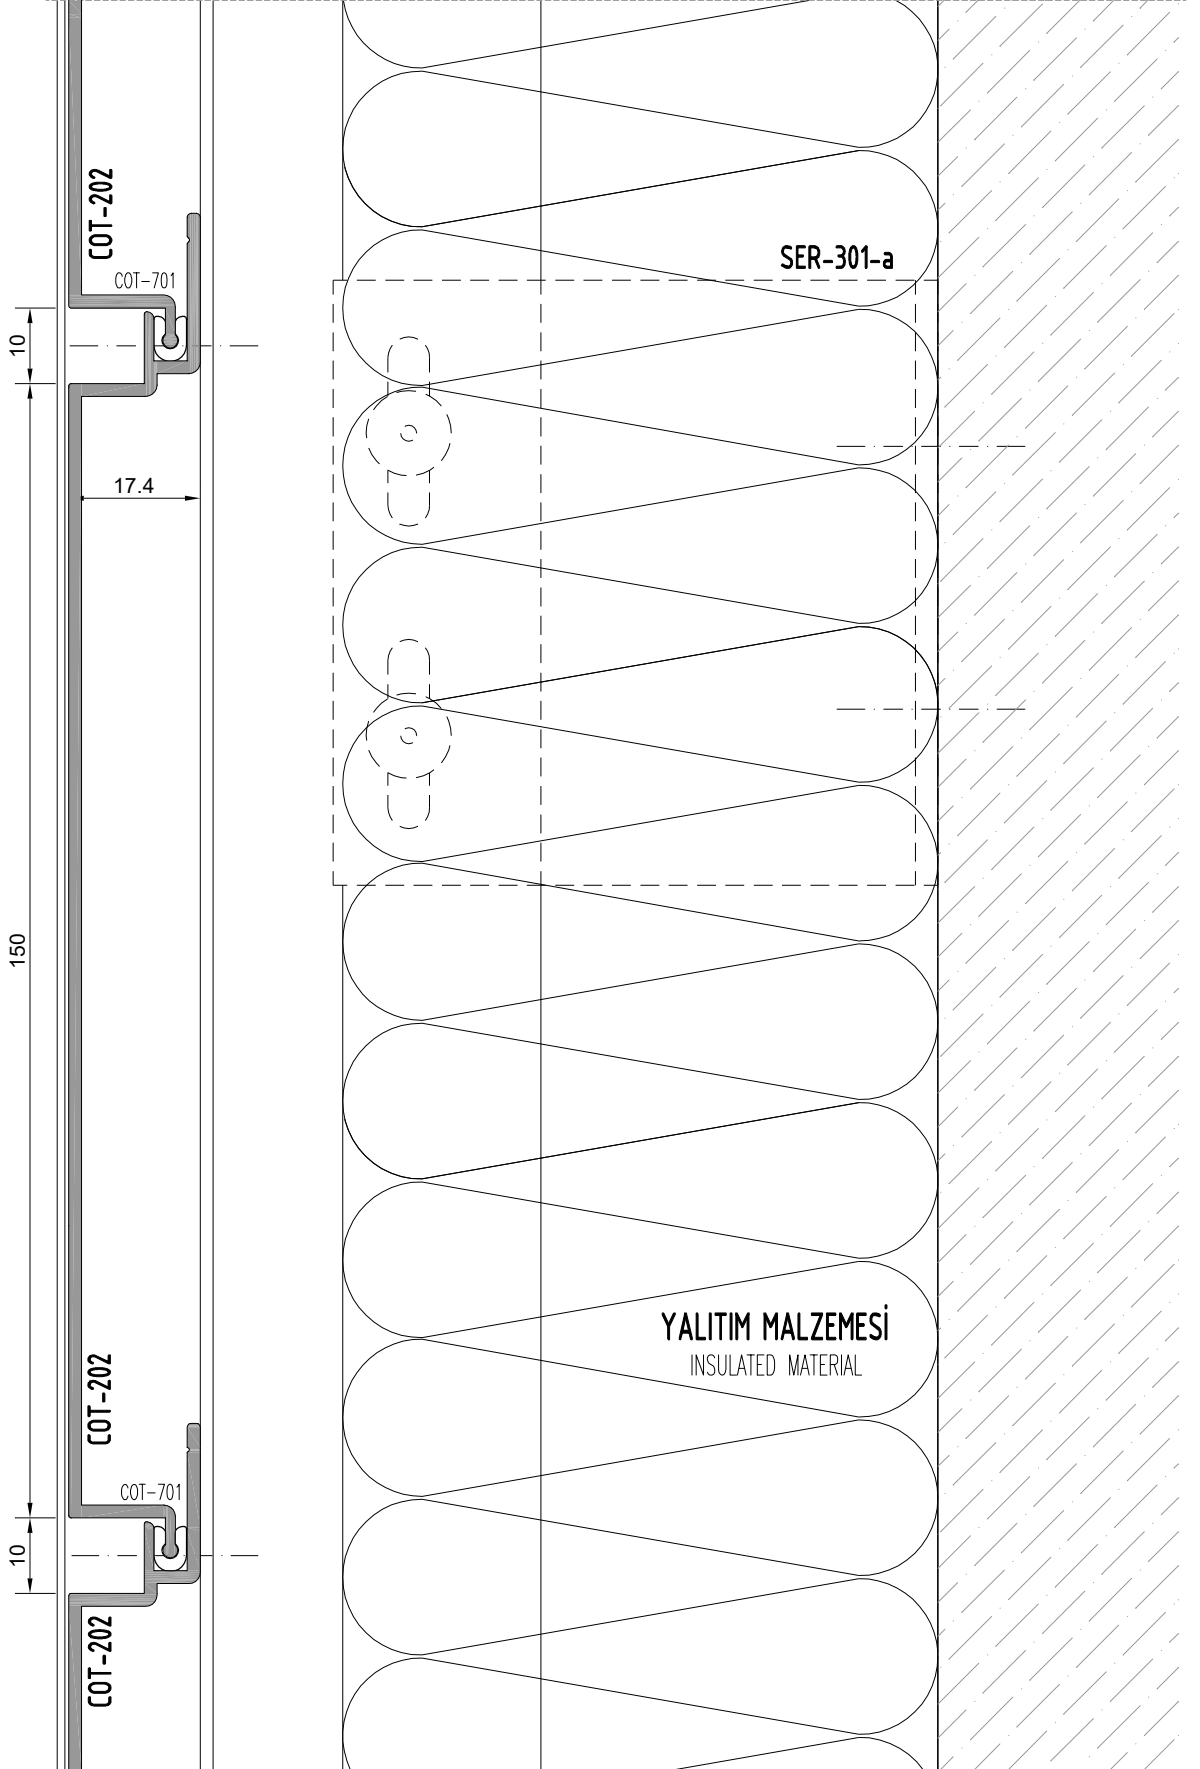 COT-202
SER-301-a
COT-701
10
17.4
150
YALITIM MALZEMESİ
INSULATED MATERIAL
COT-202
COT-701
10
COT-202